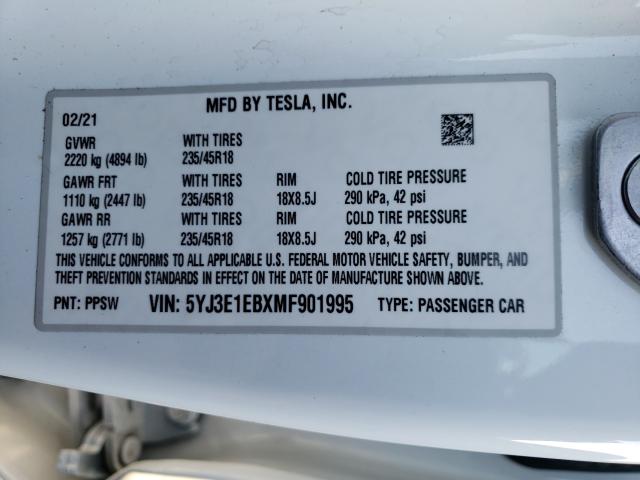 MFD BY TESLA, INC.
02/21
GVWR WITH TIRES
2220 kg (4894 lb) 235/45R18
GAWR FRT WITH TIRES RIM COLD TIRE PRESSURE
1110 kg (2447 lb) 235/45R18 18X8.5J 290 kPa, 42 psi
GAWR RR WITH TIRES RIM COLD TIRE PRESSURE
1257 kg (2771 lb) 235/45R18 18X8.5J 290 kPa, 42 psi
THIS VEHICLE CONFORMS TO ALL APPLICABLE U.S. FEDERAL MOTOR VEHICLE SAFETY, BUMPER, AND
THEFT PREVENTION STANDARDS IN EFFECT ON THE DATE OF MANUFACTURE SHOWN ABOVE.
PNT: PPSW VIN: 5YJ3E1EBXMF901995 TYPE: PASSENGER CAR